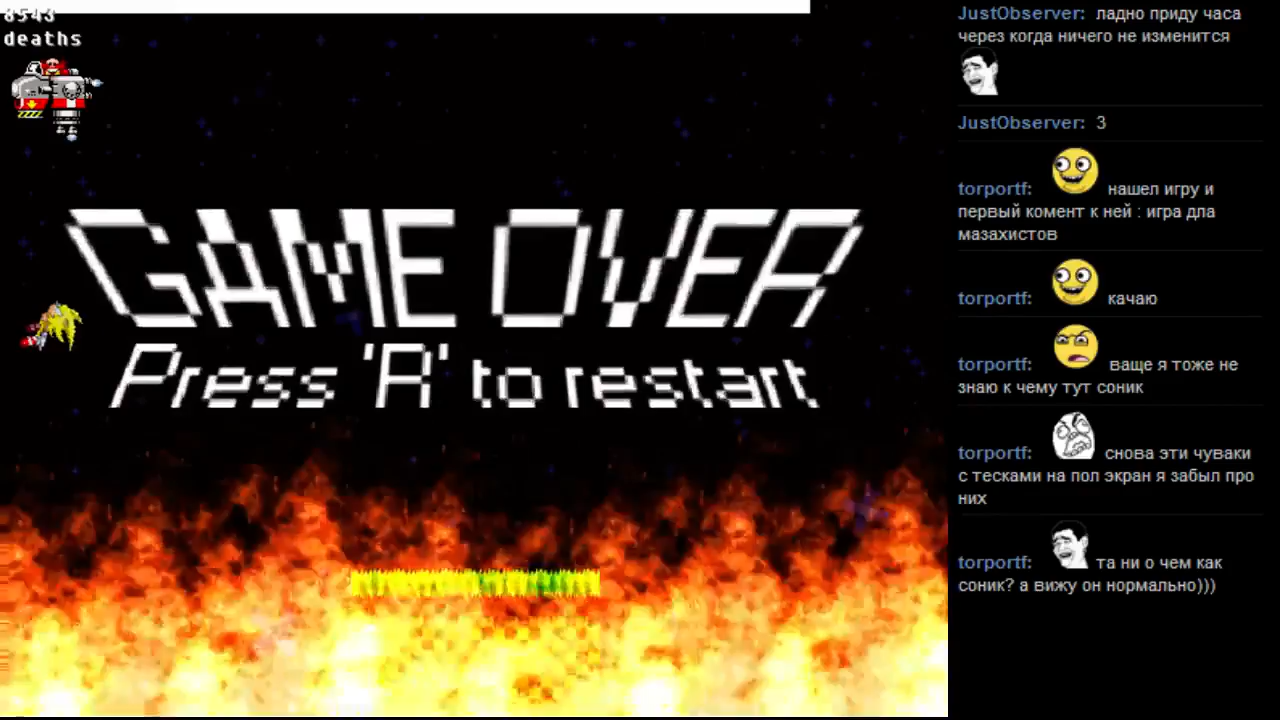 8543
deaths
GAME OVER
Press 'R' to restart
JustObserver: ладно приду часа
через когда ничего не изменится
JustObserver: 3
torportf: нашел игру и
первый комент к ней : игра дла
мазахистов
torportf: качаю
torportf: ваще я тоже не
знаю к чему тут соник
torportf: снова эти чуваки
с тесками на пол экран я забыл про
них
torportf: та ни о чем как
соник? а вижу он нормально)))